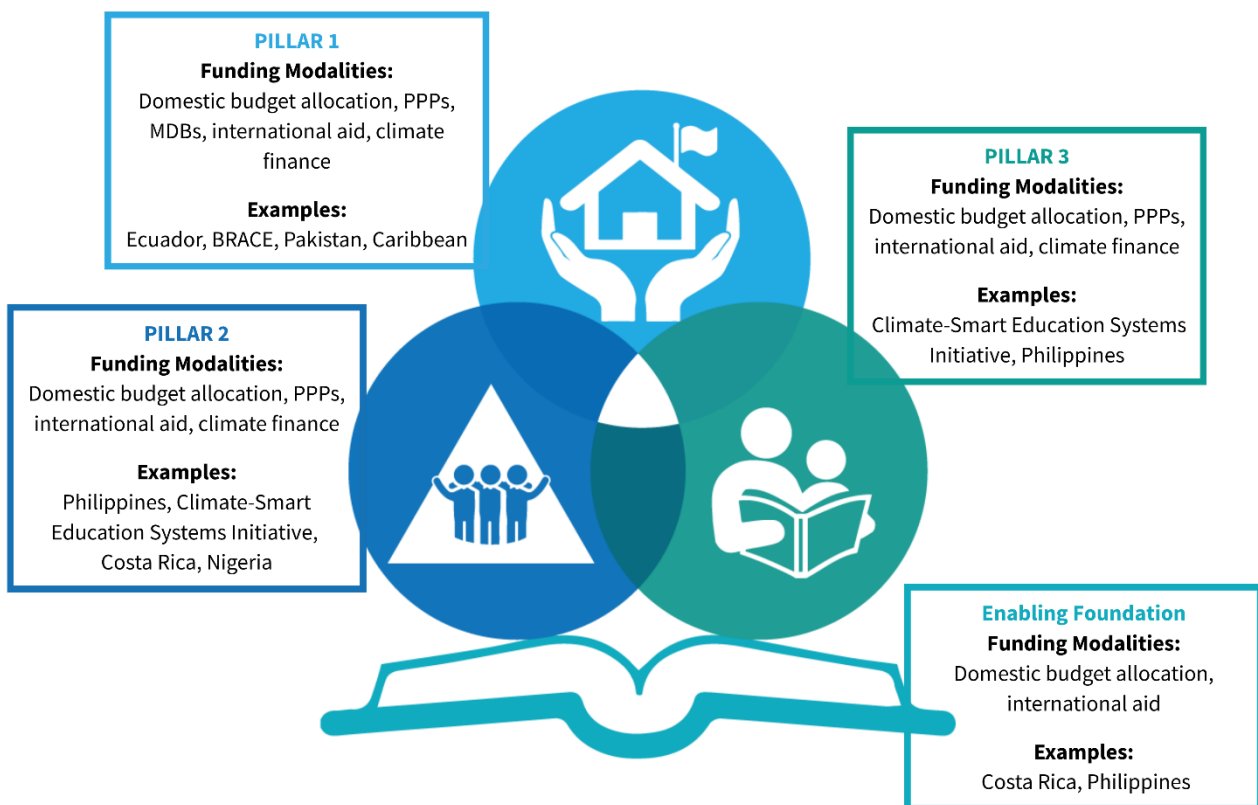 PILLAR 1
Funding Modalities:
Domestic budget allocation, PPPs,
MDBs, international aid, climate
finance
Examples:
Ecuador, BRACE, Pakistan, Caribbean
PILLAR 3
Funding Modalities:
Domestic budget allocation, PPPs,
international aid, climate finance
Examples:
Climate-Smart Education Systems
Initiative, Philippines
PILLAR 2
Funding Modalities:
Domestic budget allocation, PPPs,
international aid, climate finance
Examples:
Philippines, Climate-Smart
Education Systems Initiative,
Costa Rica, Nigeria
Enabling Foundation
Funding Modalities:
Domestic budget allocation,
international aid
Examples:
Costa Rica, Philippines